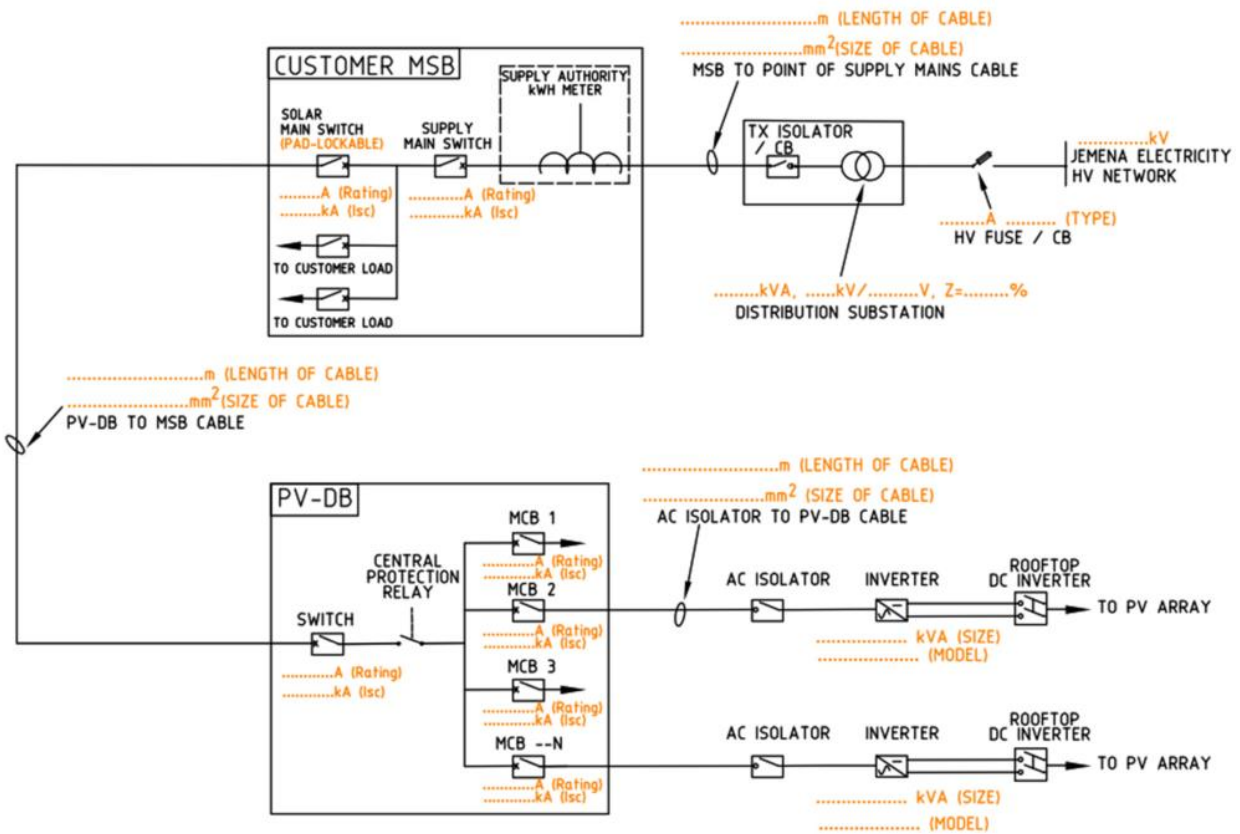 .....................m (LENGTH OF CABLE)
.....................mm² (SIZE OF CABLE)
MSB TO POINT OF SUPPLY MAINS CABLE
CUSTOMER MSB
SUPPLY AUTHORITY
kWH METER
SOLAR
MAIN SWITCH
(PAD-LOCKABLE)
SUPPLY
MAIN SWITCH
.........A (Rating)
.........kA (Isc)
............A (Rating)
............kA (Isc)
TO CUSTOMER LOAD
TO CUSTOMER LOAD
TX ISOLATOR
/ CB
............kV
JEMENA ELECTRICITY
HV NETWORK
.........A .......... (TYPE)
HV FUSE / CB
.........kVA, ......kV/..........V, Z=.........%
DISTRIBUTION SUBSTATION
.....................m (LENGTH OF CABLE)
.....................mm² (SIZE OF CABLE)
PV-DB TO MSB CABLE
PV-DB
SWITCH
............A (Rating)
............kA (Isc)
CENTRAL
PROTECTION
RELAY
MCB 1
............A (Rating)
............kA (Isc)
MCB 2
............A (Rating)
............kA (Isc)
MCB 3
............A (Rating)
............kA (Isc)
MCB --N
............A (Rating)
............kA (Isc)
.....................m (LENGTH OF CABLE)
.....................mm² (SIZE OF CABLE)
AC ISOLATOR TO PV-DB CABLE
AC ISOLATOR
INVERTER
ROOFTOP
DC INVERTER
TO PV ARRAY
.................. kVA (SIZE)
.................... (MODEL)
AC ISOLATOR
INVERTER
ROOFTOP
DC INVERTER
TO PV ARRAY
.................. kVA (SIZE)
.................... (MODEL)